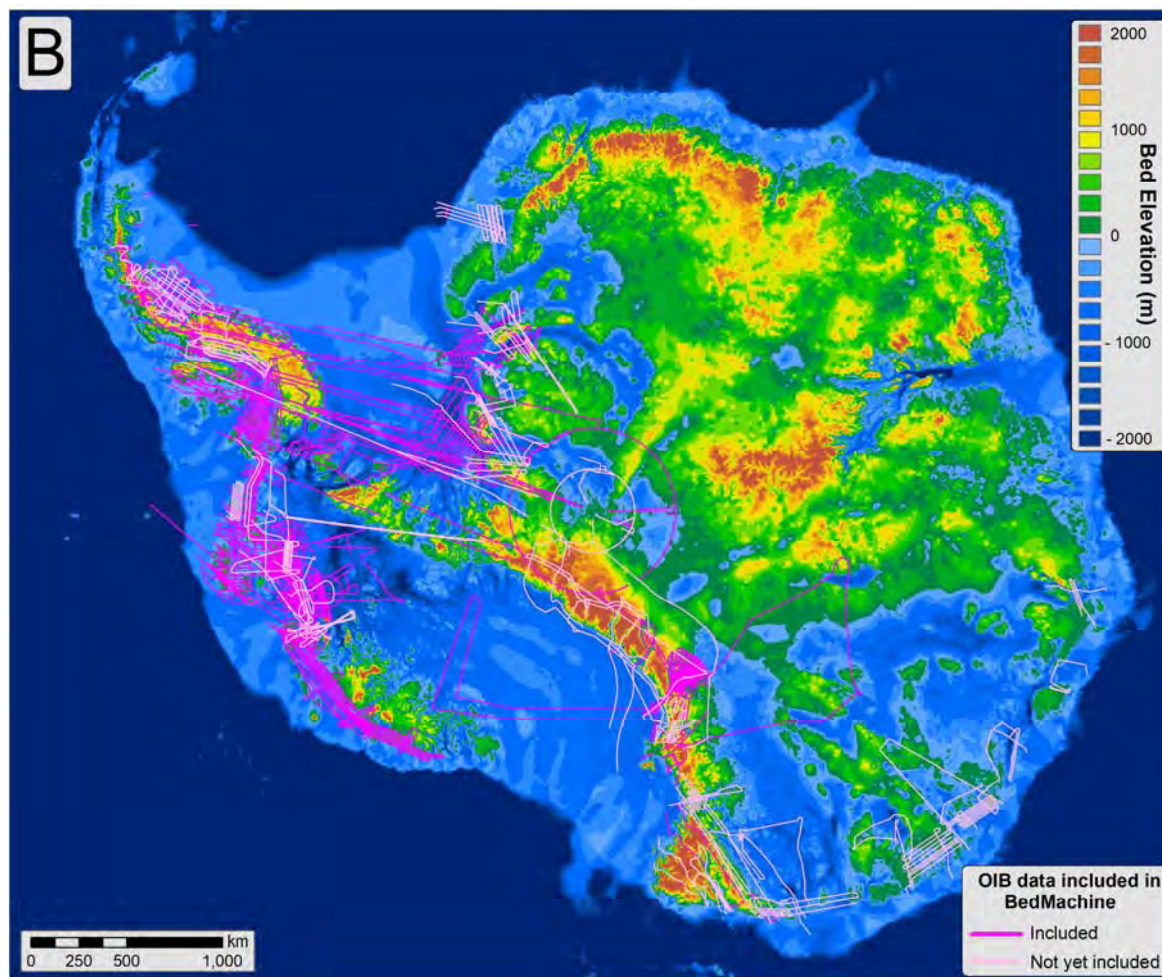 B
2000
1000
0
- 1000
- 2000
Bed Elevation (m)
OIB data included in
BedMachine
Included
Not yet included
km
0 250 500 1,000